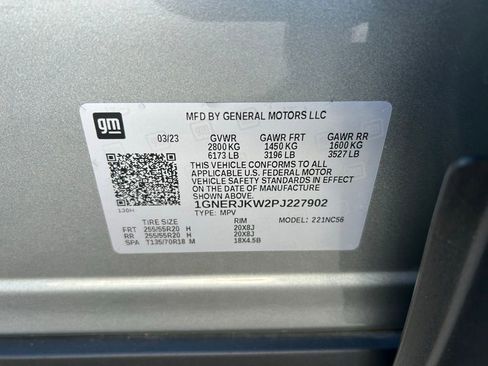 gm
MFD BY GENERAL MOTORS LLC
03/23 GVWR GAWR FRT GAWR RR
2800 KG 1450 KG 1600 KG
6173 LB 3196 LB 3527 LB
THIS VEHICLE CONFORMS TO ALL
APPLICABLE U.S. FEDERAL MOTOR
VEHICLE SAFETY STANDARDS IN EFFECT
ON THE DATE OF MANUFACTURE
SHOWN ABOVE.
138H 1GNERJKW2PJ227902
TYPE: MPV MODEL: 221NC56
TIRE SIZE RIM
FRT 255/55R20 H 20X8J
RR 255/55R20 H 20X8J
SPA T135/70R18 M 18X4.5B